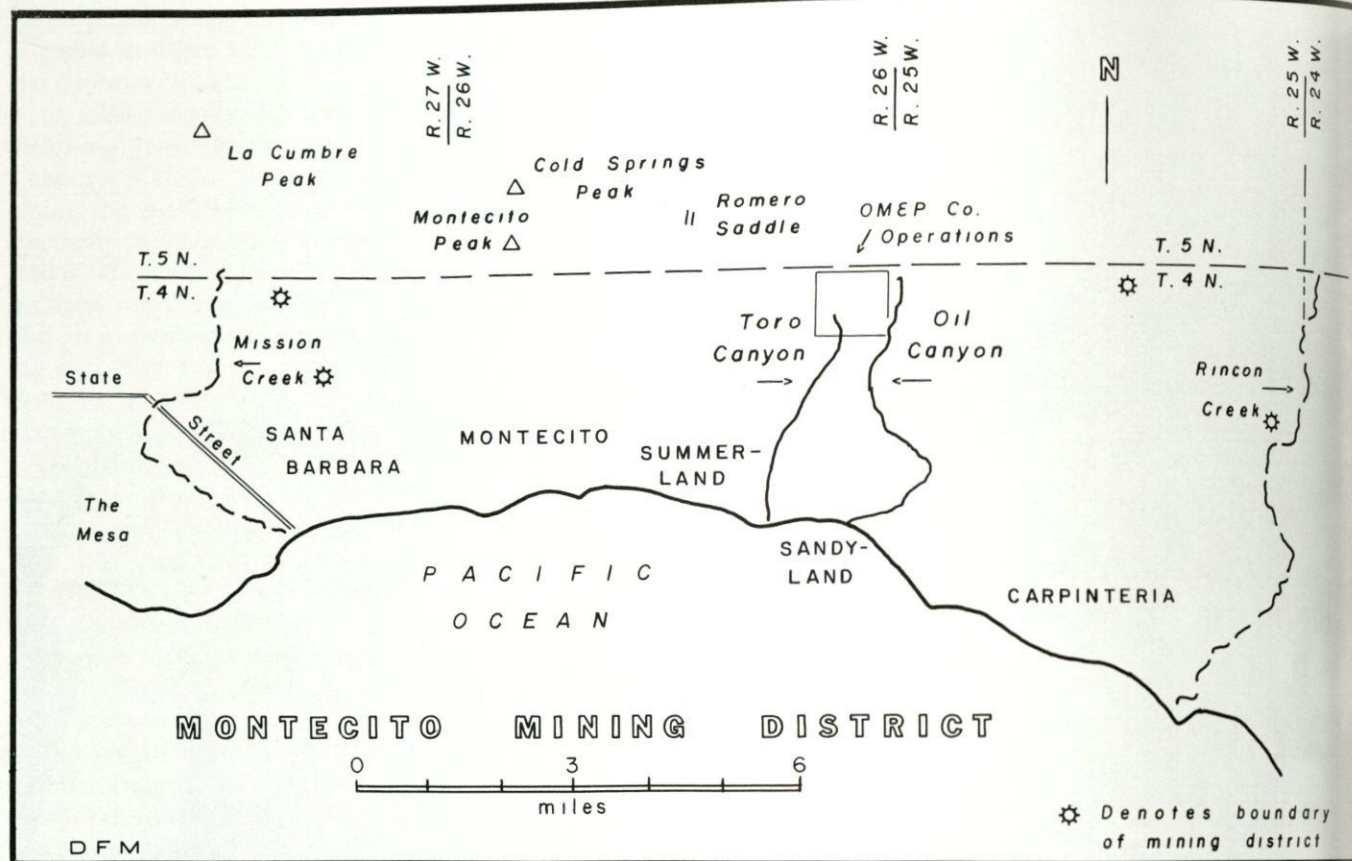 R. 27 W.
R. 26W.
R. 26 W.
R. 25W.
N
R. 25 W.
R. 24 W.
La Cumbre
Peak
Cold Springs
Peak
Montecito
Peak
Romero
Saddle
OMEP Co.
Operations
T. 5 N.
T. 4 N.
T. 5 N.
T. 4 N.
Mission
Creek
Toro
Canyon
Oil
Canyon
Rincon
Creek
State
Street
SANTA
BARBARA
MONTECITO
SUMMER-
LAND
The
Mesa
SANDY-
LAND
CARPINTERIA
PACIFIC
OCEAN
MONTECITO MINING DISTRICT
0 3 6
miles
Denotes boundary
of mining district
DFM